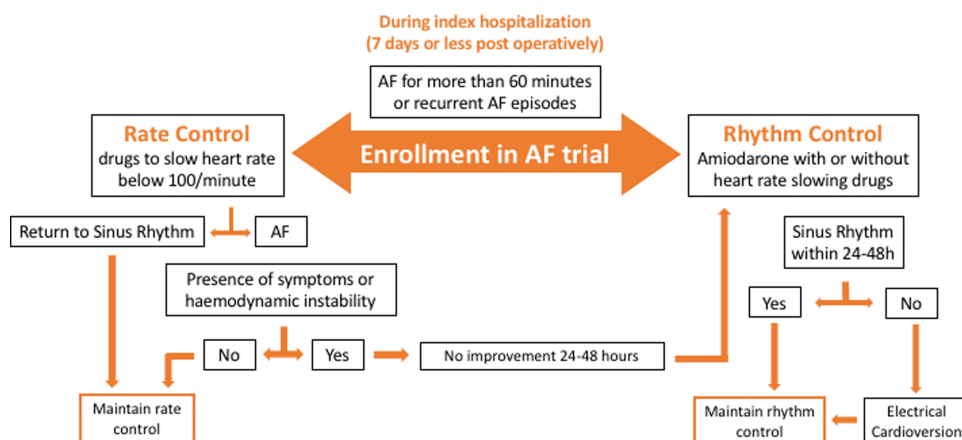 During index hospitalization
(7 days or less post operatively)
AF for more than 60 minutes
or recurrent AF episodes
Rate Control
drugs to slow heart rate
below 100/minute
Enrollment in AF trial
Rhythm Control
Amiodarone with or without
heart rate slowing drugs
Return to Sinus Rhythm
AF
Sinus Rhythm
within 24-48h
Presence of symptoms or
haemodynamic instability
Yes
No
No
Yes
No improvement 24-48 hours
Maintain rate
control
Maintain rhythm
control
Electrical
Cardioversion